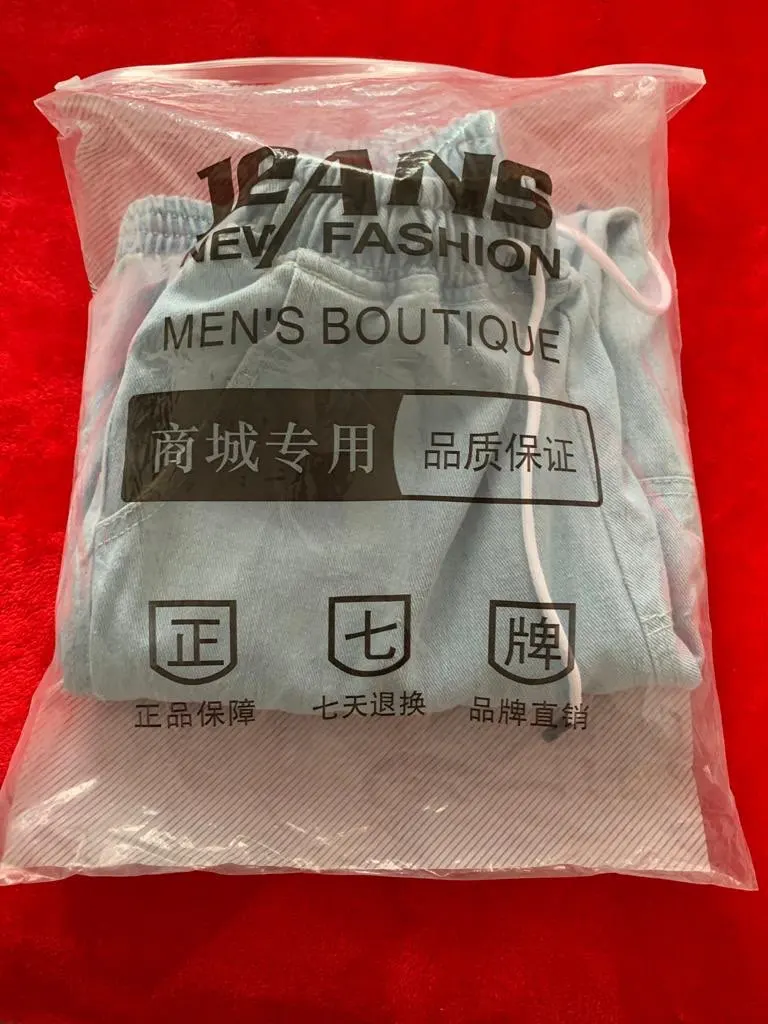 JEANS
NEW FASHION
MEN'S BOUTIQUE
商城专用 品质保证
正 七 牌
正品保障 七天退换 品牌直销